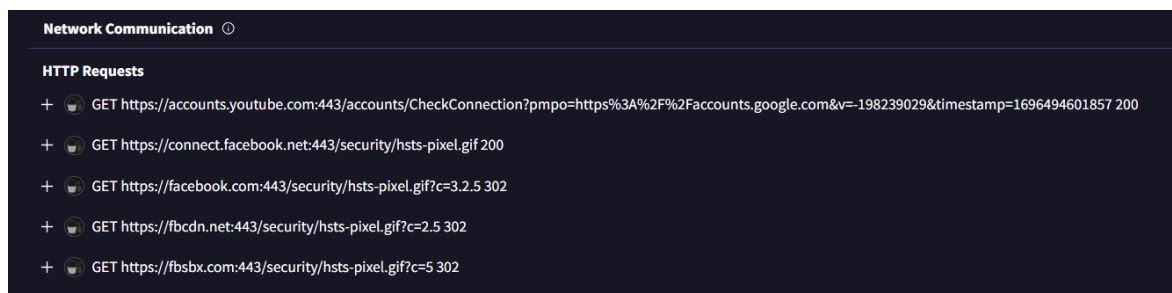 Network Communication
HTTP Requests
+ GET https://accounts.youtube.com:443/accounts/CheckConnection?pmpo=https%3A%2F%2Faccounts.google.com&v=-198239029&timestamp=1696494601857 200
+ GET https://connect.facebook.net:443/security/hsts-pixel.gif 200
+ GET https://facebook.com:443/security/hsts-pixel.gif?c=3.2.5 302
+ GET https://fbcdn.net:443/security/hsts-pixel.gif?c=2.5 302
+ GET https://fbsbx.com:443/security/hsts-pixel.gif?c=5 302